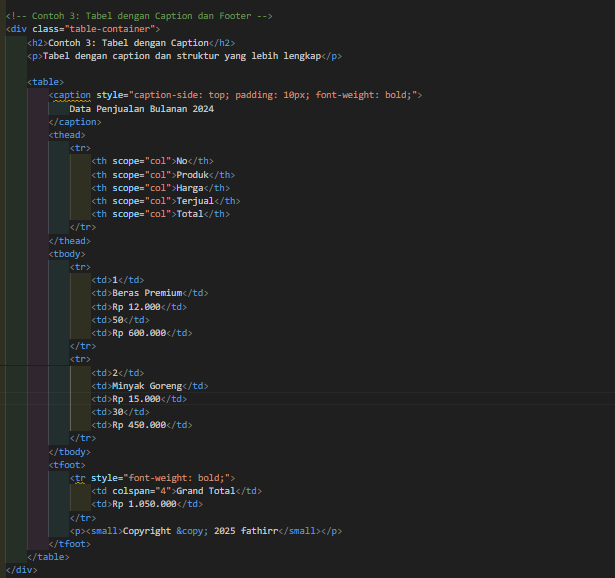 <!-- Contoh 3: Tabel dengan Caption dan Footer -->
<div class="table-container">
    <h2>Contoh 3: Tabel dengan Caption</h2>
    <p>Tabel dengan caption dan struktur yang lebih lengkap</p>

    <table>
        <caption style="caption-side: top; padding: 10px; font-weight: bold;">
            Data Penjualan Bulanan 2024
        </caption>
        <thead>
            <tr>
                <th scope="col">No</th>
                <th scope="col">Produk</th>
                <th scope="col">Harga</th>
                <th scope="col">Terjual</th>
                <th scope="col">Total</th>
            </tr>
        </thead>
        <tbody>
            <tr>
                <td>1</td>
                <td>Beras Premium</td>
                <td>Rp 12.000</td>
                <td>50</td>
                <td>Rp 600.000</td>
            </tr>
            <tr>
                <td>2</td>
                <td>Minyak Goreng</td>
                <td>Rp 15.000</td>
                <td>30</td>
                <td>Rp 450.000</td>
            </tr>
        </tbody>
        <tfoot>
            <tr style="font-weight: bold;">
                <td colspan="4">Grand Total</td>
                <td>Rp 1.050.000</td>
            </tr>
            <p><small>Copyright &copy; 2025 fathirr</small></p>
        </tfoot>
    </table>
</div>